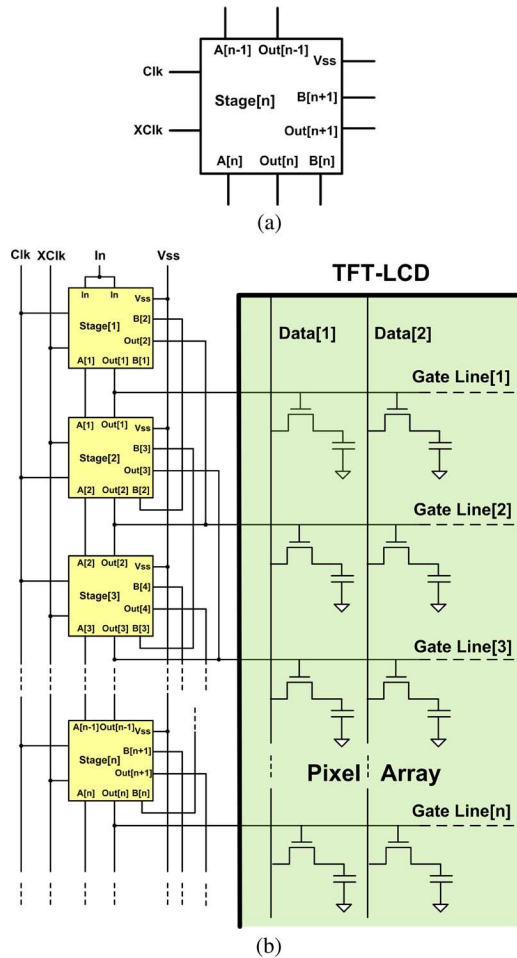 A[n-1] Out[n-1]
Vss
Clk
B[n+1]
Stage[n]
XClk
Out[n+1]
A[n] Out[n] B[n]
(a)
Clk XClk In Vss
TFT-LCD
In In
Vss
B[2]
Stage[1]
Out[2]
A[1] Out[1] B[1]
Data[1] Data[2]
Gate Line[1]
A[1] Out[1]
Vss
B[3]
Stage[2]
Out[3]
A[2] Out[2] B[2]
Gate Line[2]
A[2] Out[2]
Vss
B[4]
Stage[3]
Out[4]
A[3] Out[3] B[3]
Gate Line[3]
A[n-1] Out[n-1]
Vss
Stage[n]
B[n+1]
Out[n+1]
A[n] Out[n] B[n]
Pixel Array
Gate Line[n]
(b)